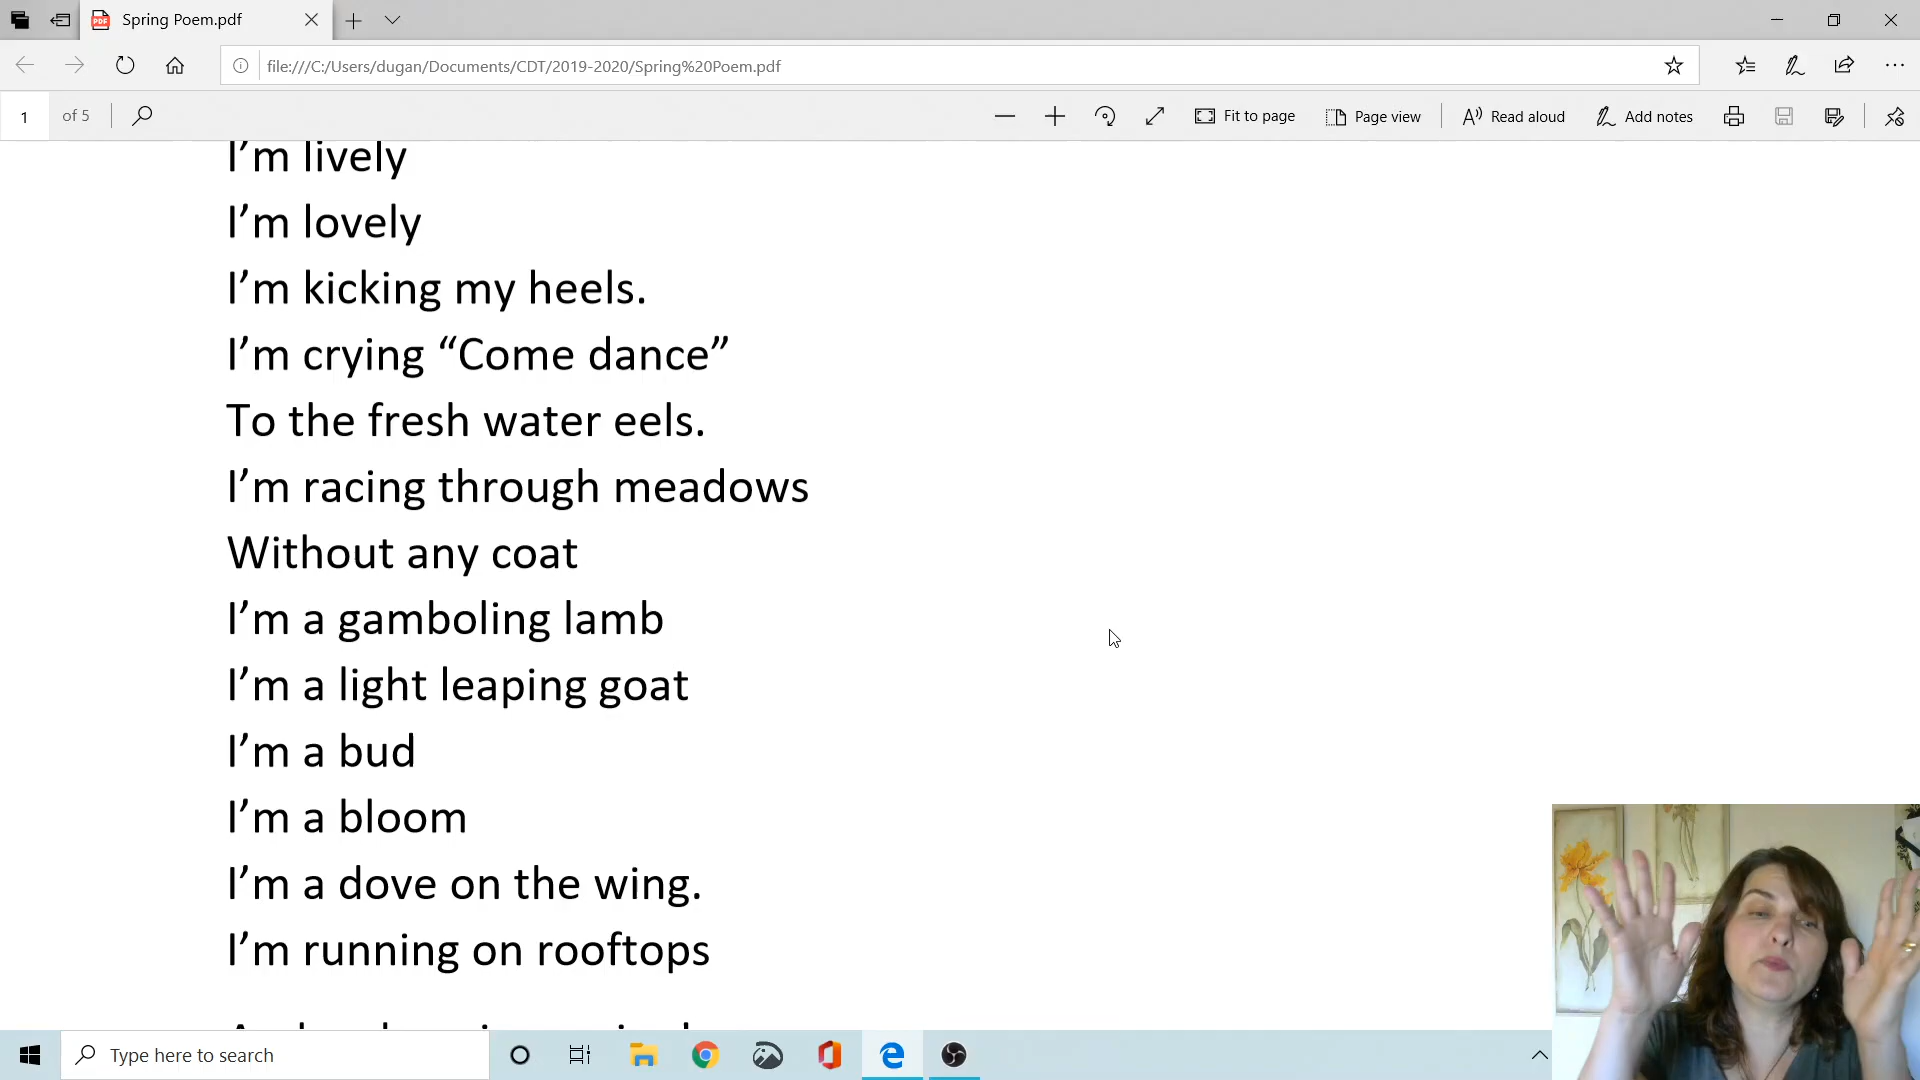 Spring Poem.pdf
file:///C:/Users/dugan/Documents/CDT/2019-2020/Spring%20Poem.pdf
1 of 5 Fit to page Page view Read aloud Add notes
I’m lively
I’m lovely
I’m kicking my heels.
I’m crying “Come dance”
To the fresh water eels.
I’m racing through meadows
Without any coat
I’m a gamboling lamb
I’m a light leaping goat
I’m a bud
I’m a bloom
I’m a dove on the wing.
I’m running on rooftops
Type here to search